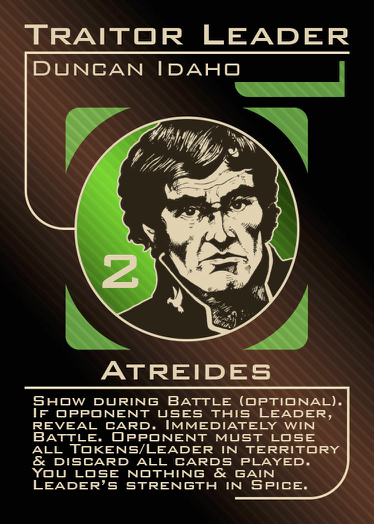 Traitor Leader
Duncan Idaho
2
Atreides
Show during Battle (optional).
If opponent uses this Leader,
reveal card. Immediately win
Battle. Opponent must lose
all Tokens/Leader in territory
& discard all cards played.
You lose nothing & gain
Leader's strength in Spice.